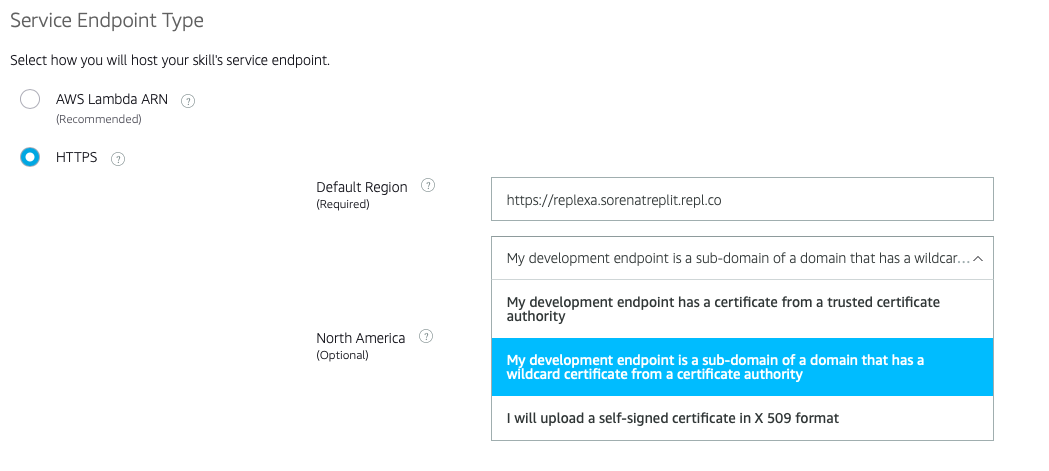 Service Endpoint Type
Select how you will host your skill's service endpoint.
AWS Lambda ARN ?
(Recommended)
HTTPS ?
Default Region ?
(Required)
https://replexa.sorenatreplit.repl.co
My development endpoint is a sub-domain of a domain that has a wildcar...
My development endpoint has a certificate from a trusted certificate
authority
North America ?
(Optional)
My development endpoint is a sub-domain of a domain that has a
wildcard certificate from a certificate authority
I will upload a self-signed certificate in X 509 format